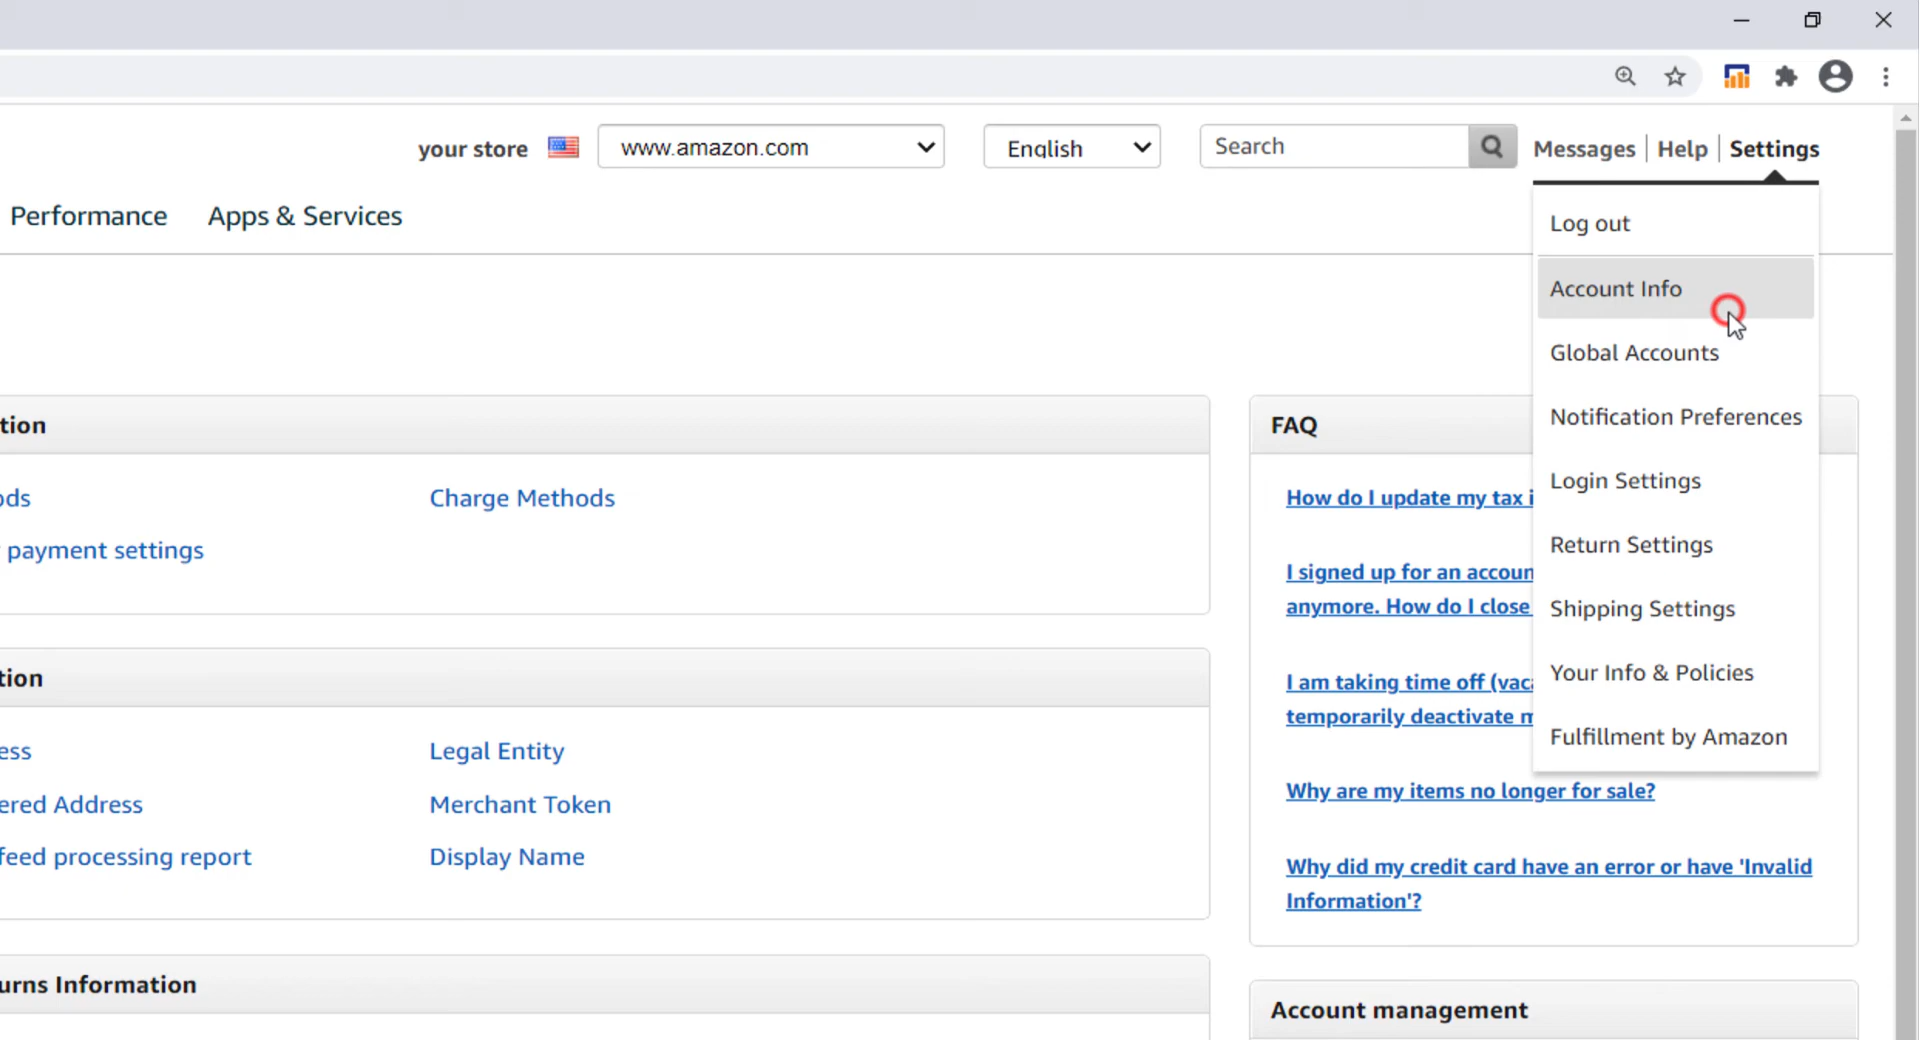 your store
www.amazon.com
English
Search
Messages
Help
Settings
Performance
Apps & Services
Log out
Account Info
Global Accounts
Notification Preferences
Login Settings
Return Settings
Shipping Settings
Your Info & Policies
Fulfillment by Amazon
tion
ods
Charge Methods
payment settings
tion
ess
Legal Entity
ered Address
Merchant Token
feed processing report
Display Name
urns Information
FAQ
How do I update my tax i
I signed up for an accoun
anymore. How do I close
I am taking time off (vaca
temporarily deactivate m
Why are my items no longer for sale?
Why did my credit card have an error or have 'Invalid
Information'?
Account management